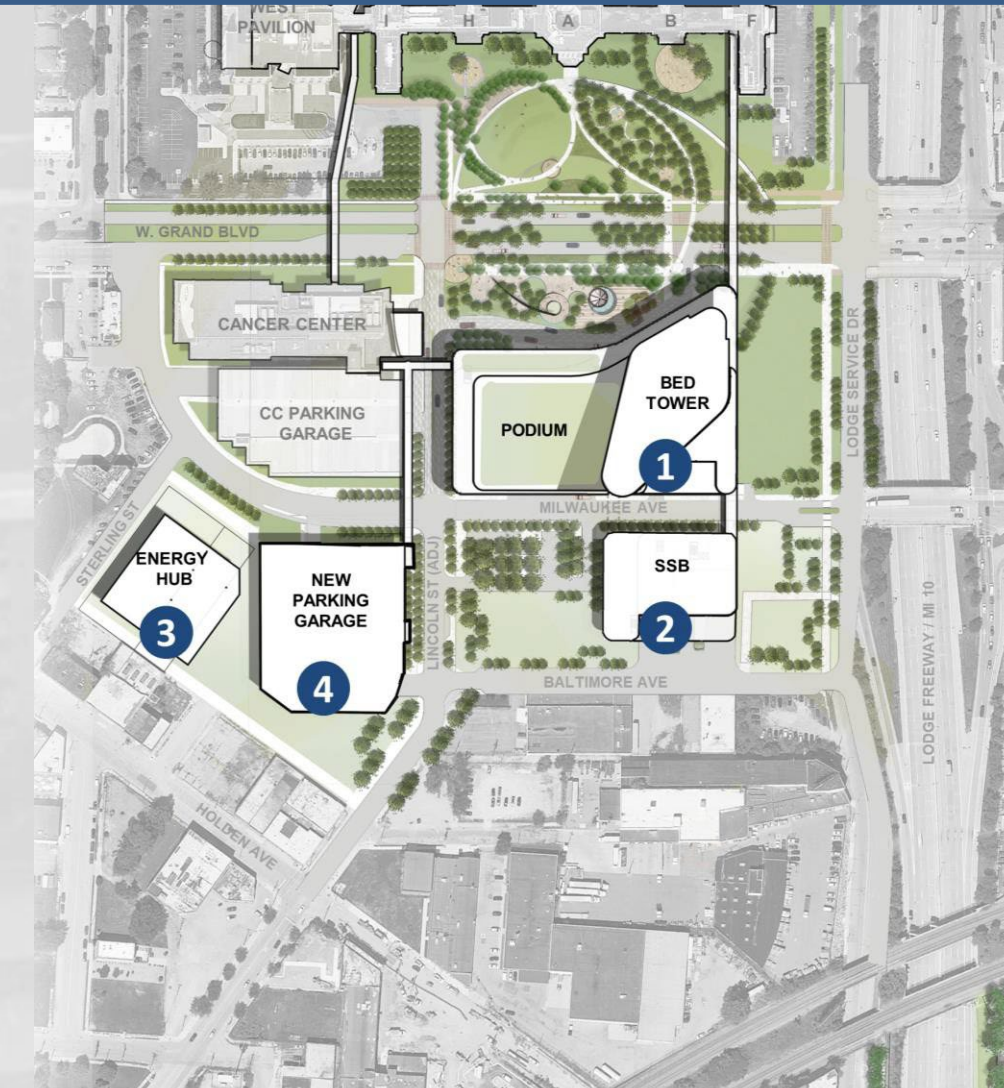 WEST
PAVILION
I
H
A
B
F
W. GRAND BLVD
CANCER CENTER
LODGE SERVICE DR
BED
TOWER
CC PARKING
GARAGE
PODIUM
1
MILWAUKEE AVE
STERLING ST
ENERGY
HUB
3
NEW
PARKING
GARAGE
4
LINCOLN ST (ADJ)
SSB
2
BALTIMORE AVE
LODGE FREEWAY / MI 10
HOLDEN AVE